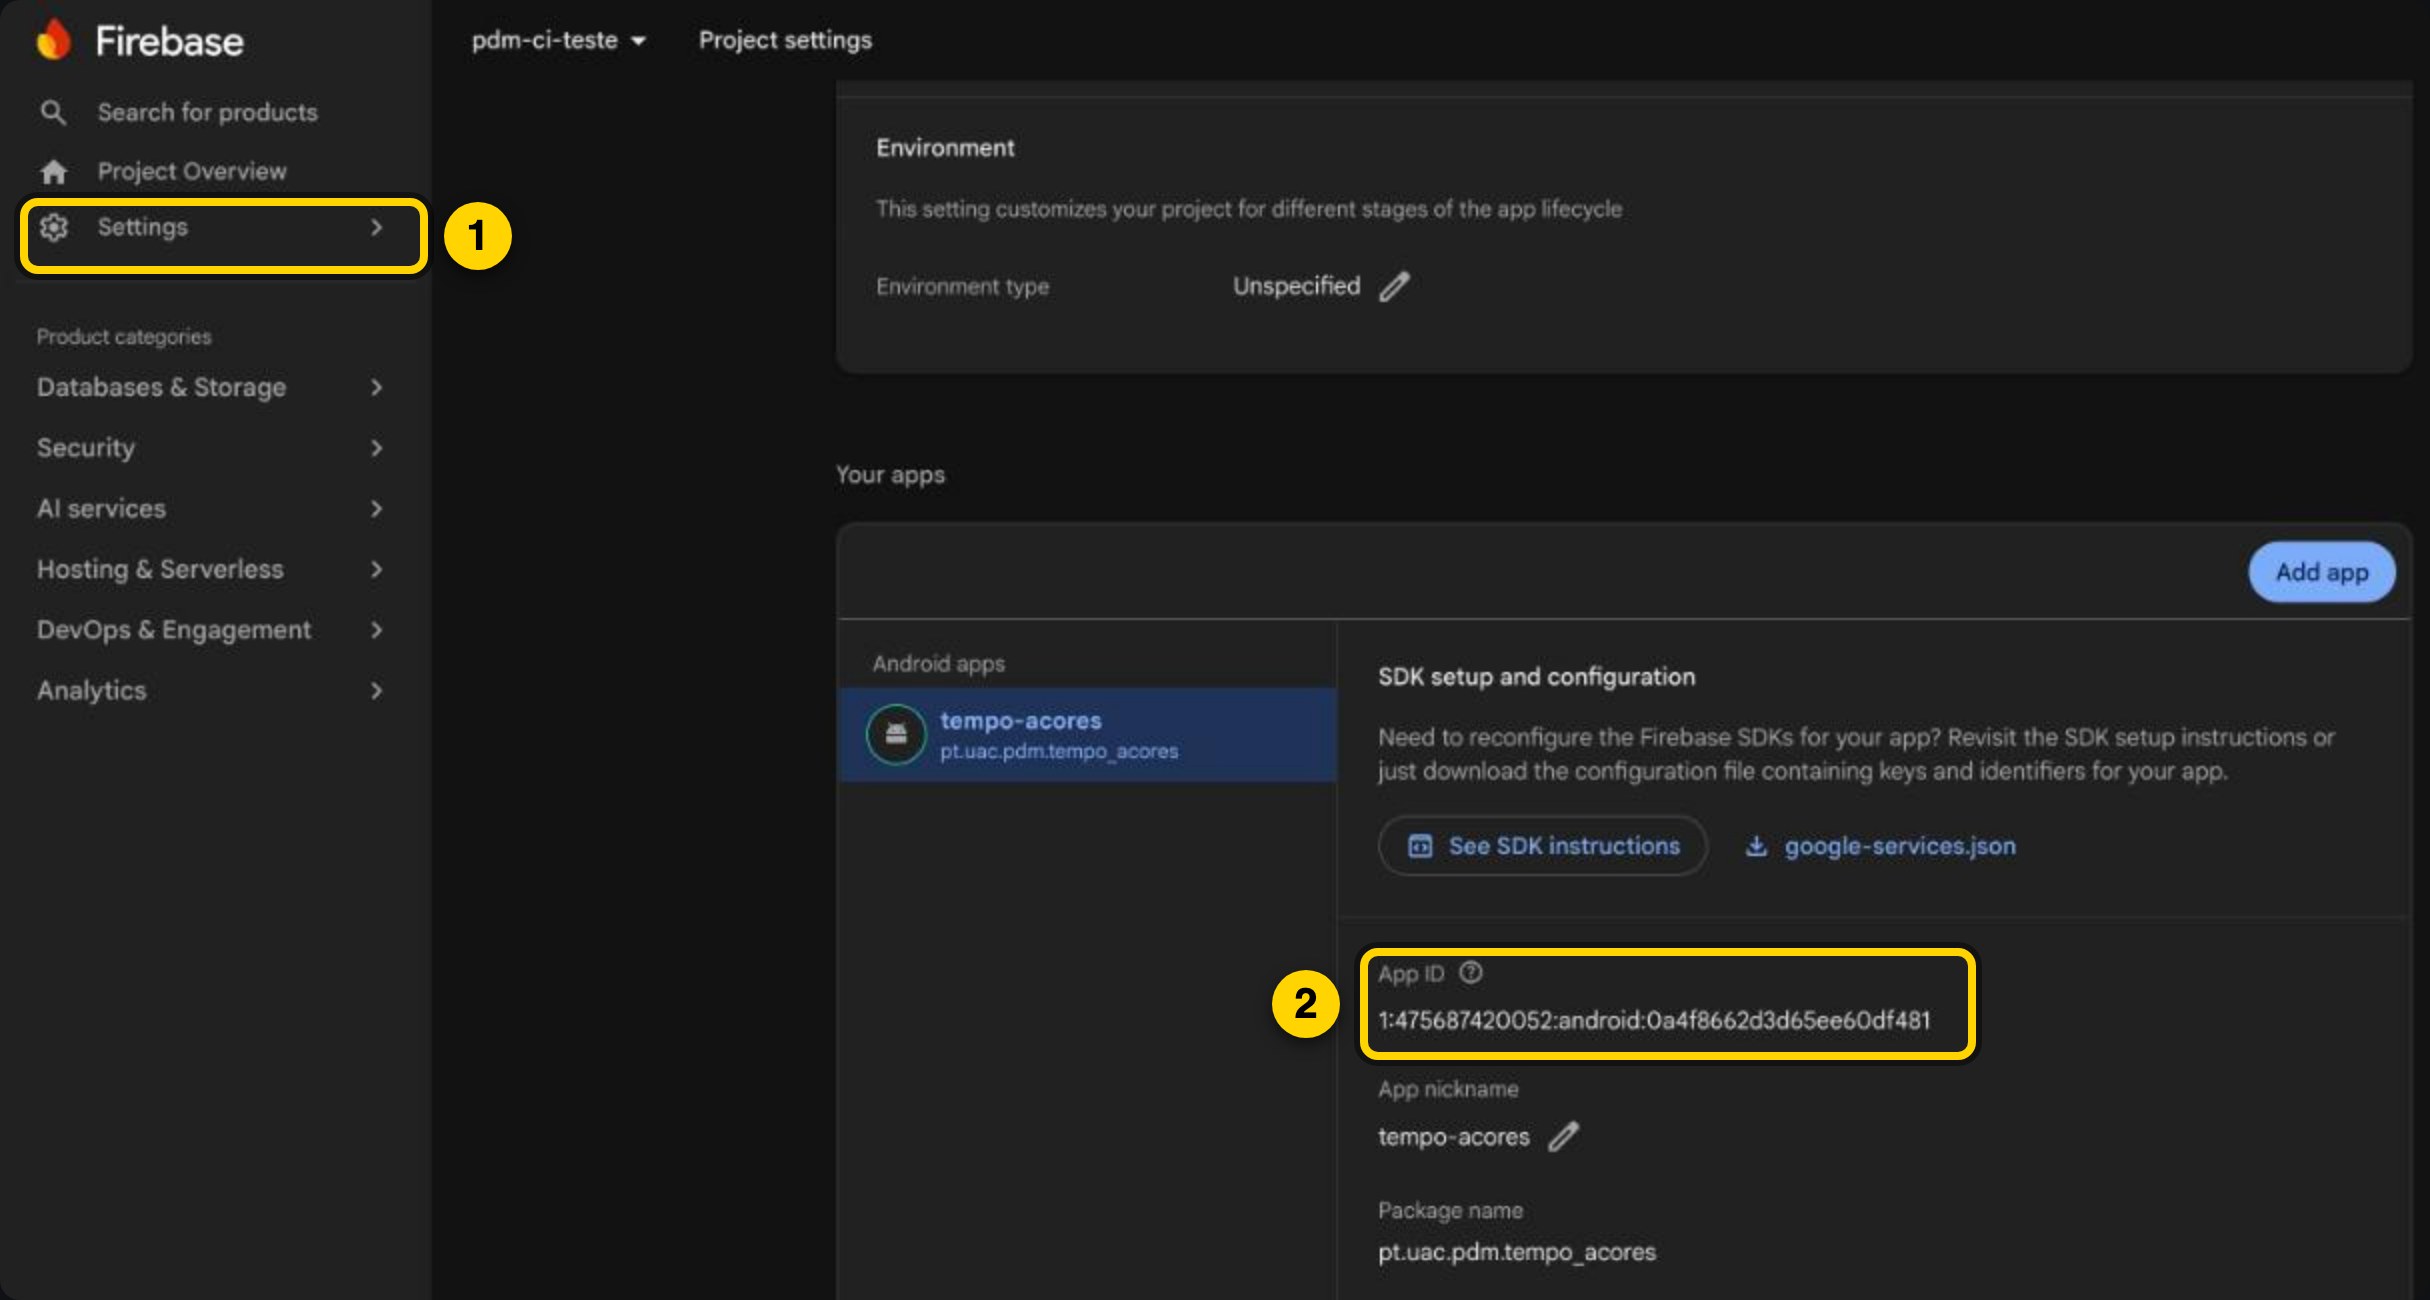 Firebase
Search for products
Project Overview
Settings
1
Product categories
Databases & Storage
Security
AI services
Hosting & Serverless
DevOps & Engagement
Analytics
pdm-ci-teste
Project settings
Environment
This setting customizes your project for different stages of the app lifecycle
Environment type
Unspecified
Your apps
Add app
Android apps
tempo-acores
pt.uac.pdm.tempo_acores
SDK setup and configuration
Need to reconfigure the Firebase SDKs for your app? Revisit the SDK setup instructions or
just download the configuration file containing keys and identifiers for your app.
See SDK instructions
google-services.json
2
App ID
1:475687420052:android:0a4f8662d3d65ee60df481
App nickname
tempo-acores
Package name
pt.uac.pdm.tempo_acores